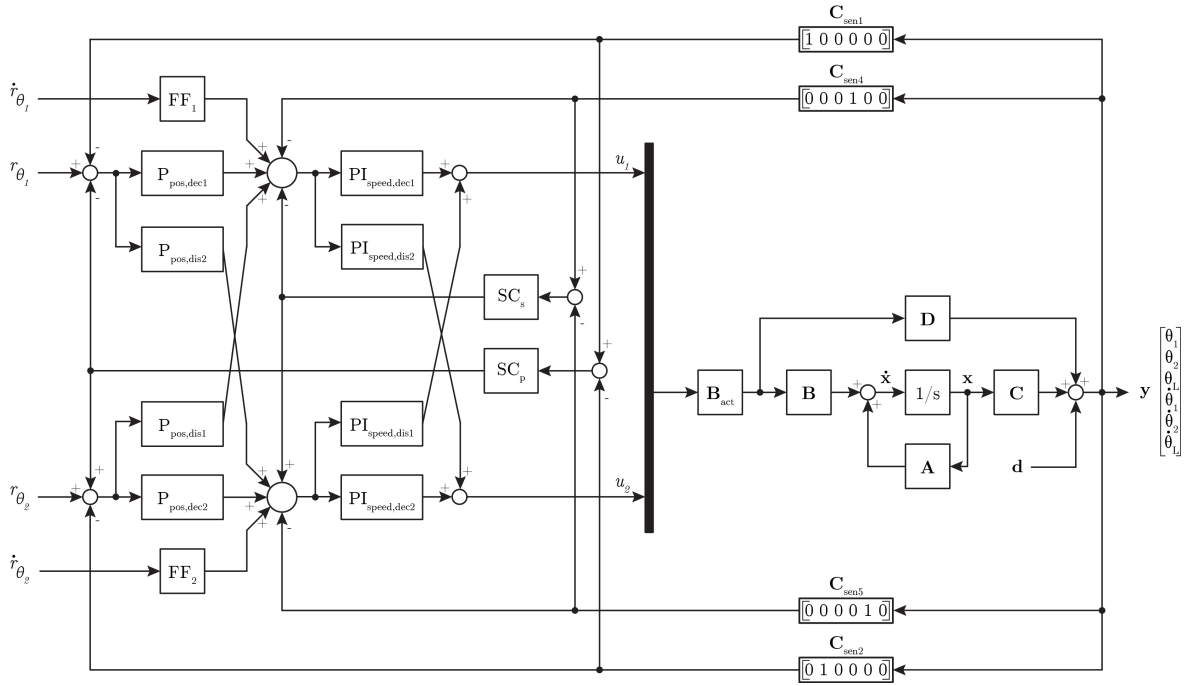 C_sen1
[1 0 0 0 0 0]
C_sen4
[0 0 0 1 0 0]
ṙ_θ1
FF_1
r_θ1
+
-
-
P_pos,dec1
+
+
+
-
-
PI_speed,dec1
+
+
u_1
P_pos,dis2
PI_speed,dis2
SC_s
+
-
SC_p
+
-
D
B_act
B
+
+
ẋ
1/s
x
C
+
+
+
y
[θ_1
θ_2
θ_L
θ̇_1
θ̇_2
θ̇_L]
A
d
P_pos,dis1
PI_speed,dis1
r_θ2
+
+
-
P_pos,dec2
+
+
+
+
-
PI_speed,dec2
+
+
u_2
ṙ_θ2
FF_2
C_sen5
[0 0 0 0 1 0]
C_sen2
[0 1 0 0 0 0]